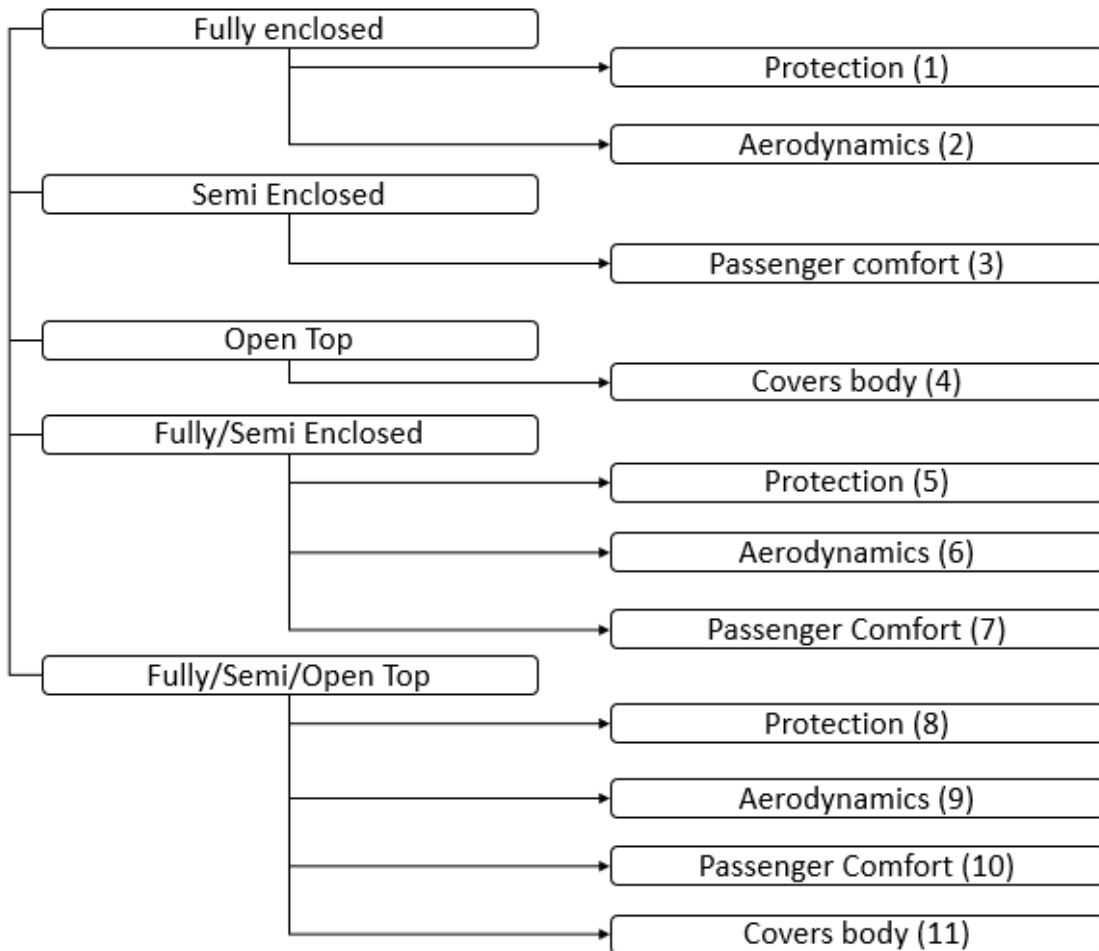 Fully enclosed
Protection (1)
Aerodynamics (2)
Semi Enclosed
Passenger comfort (3)
Open Top
Covers body (4)
Fully/Semi Enclosed
Protection (5)
Aerodynamics (6)
Passenger Comfort (7)
Fully/Semi/Open Top
Protection (8)
Aerodynamics (9)
Passenger Comfort (10)
Covers body (11)